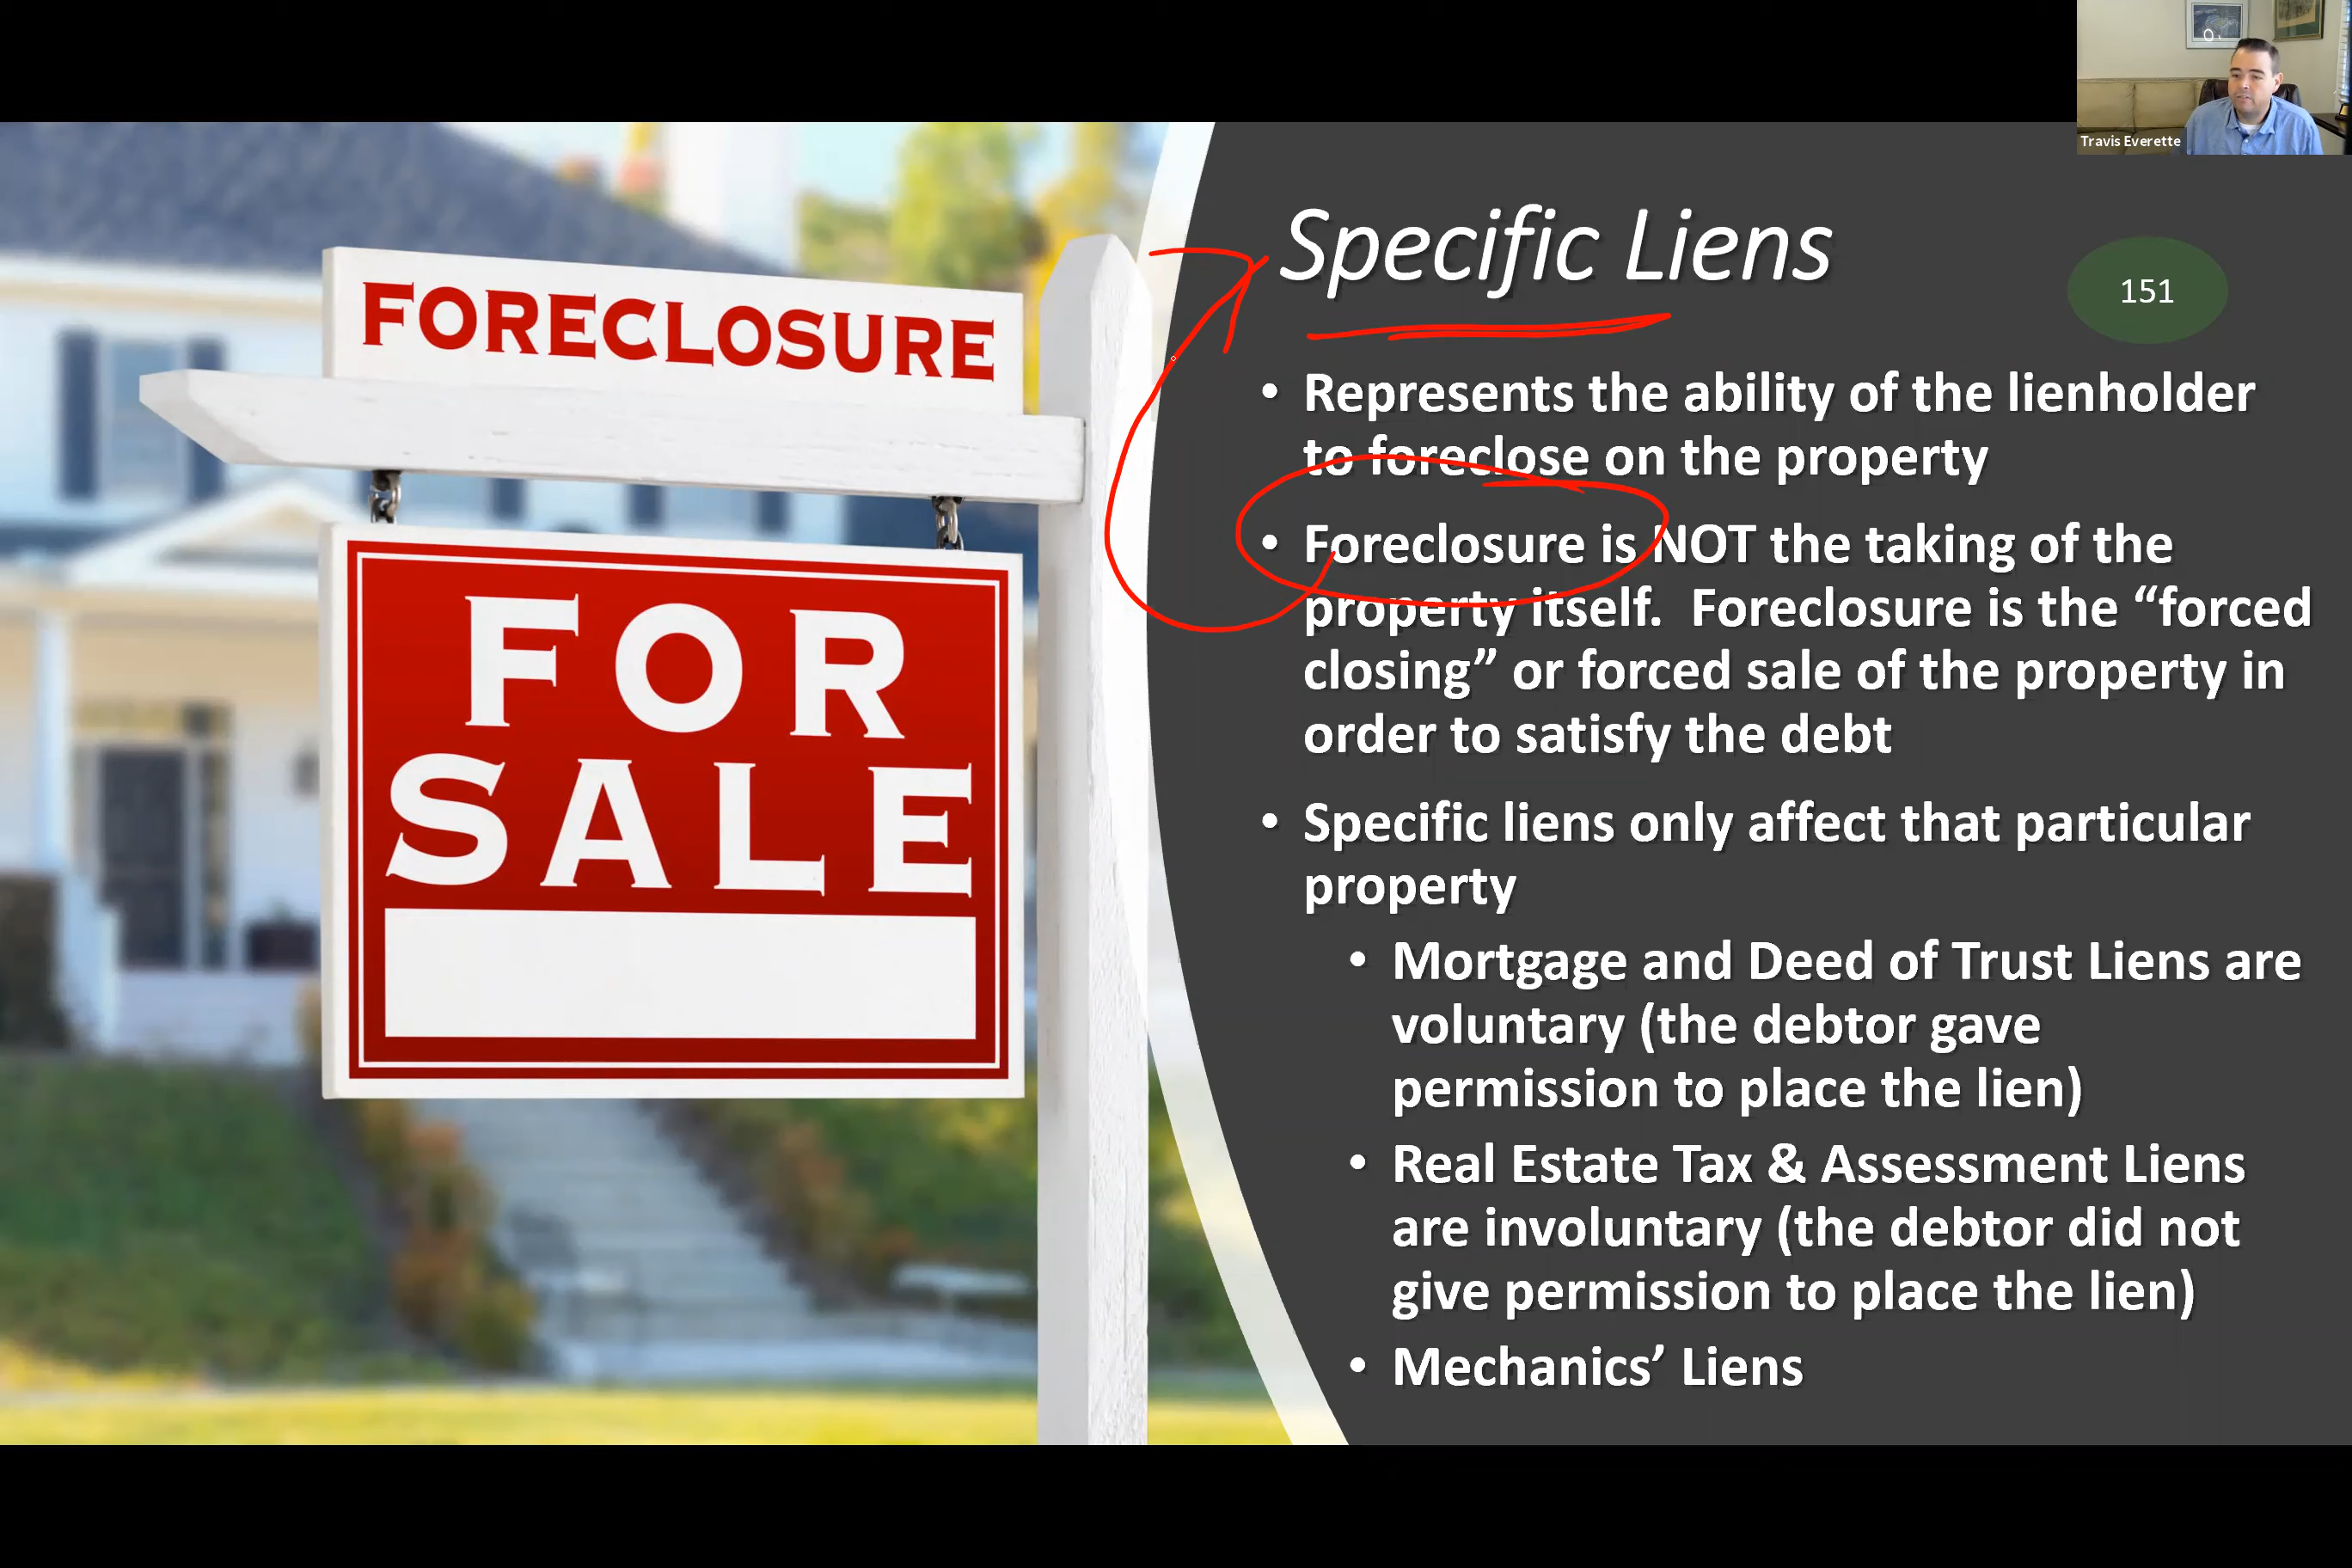 Travis Everette
FORECLOSURE
FOR
SALE
Specific Liens
151
• Represents the ability of the lienholder
to foreclose on the property
• Foreclosure is NOT the taking of the
property itself. Foreclosure is the “forced
closing” or forced sale of the property in
order to satisfy the debt
• Specific liens only affect that particular
property
• Mortgage and Deed of Trust Liens are
voluntary (the debtor gave
permission to place the lien)
• Real Estate Tax & Assessment Liens
are involuntary (the debtor did not
give permission to place the lien)
• Mechanics’ Liens